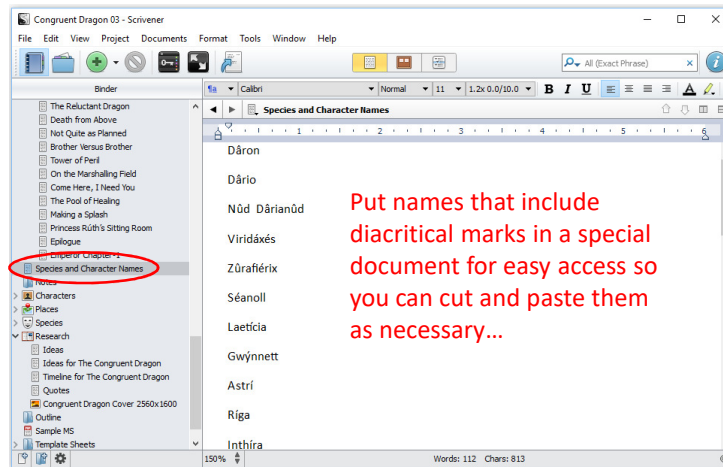 Congruent Dragon 03 - Scrivener
File Edit View Project Documents Format Tools Window Help
All (Exact Phrase)
Binder
Calibri Normal 11 1.2x 0.0/10.0 B I U A
The Reluctant Dragon
Death from Above
Not Quite as Planned
Brother Versus Brother
Tower of Peril
On the Marshalling Field
Come Here, I Need You
The Pool of Healing
Making a Splash
Princess Rúth's Sitting Room
Epilogue
Emperor Chapter-1
Species and Character Names
Notes
Characters
Places
Species
Research
Ideas
Ideas for The Congruent Dragon
Timeline for The Congruent Dragon
Quotes
Congruent Dragon Cover 2560x1600
Outline
Sample MS
Template Sheets
Species and Character Names
1 2 3 4 5 6
Dâron
Dârio
Nûd Dârianûd
Viridáxés
Zûrafiérix
Séanoll
Laetícia
Gwýnnett
Astrí
Ríga
Inthíra
Put names that include
diacritical marks in a special
document for easy access so
you can cut and paste them
as necessary…
150% Words: 112 Chars: 813